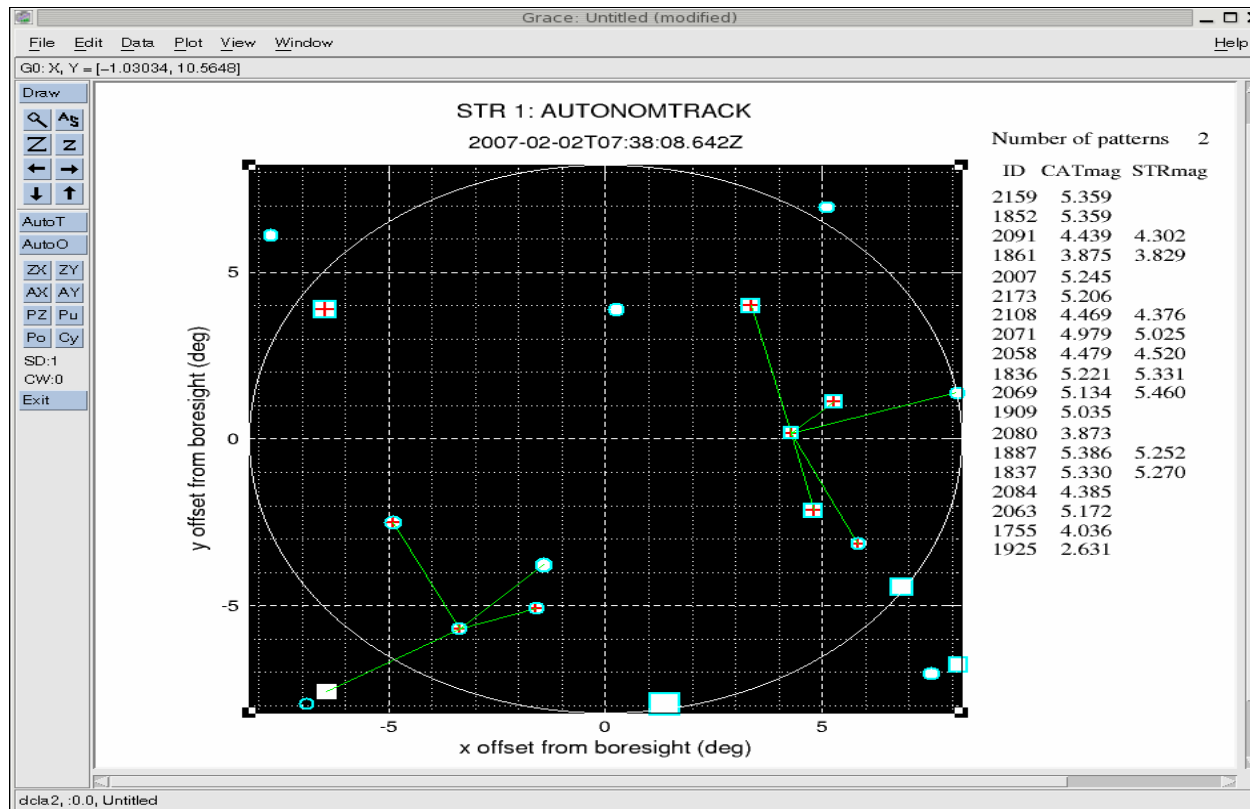 Grace: Untitled (modified)
File Edit Data Plot View Window Help
G0: X, Y = [-1.03034, 10.5648]
Draw
A S
Z z
AutoT
AutoO
ZX ZY
AX AY
PZ Pu
Po Cy
SD:1
CW:0
Exit
STR 1: AUTONOMTRACK
2007-02-02T07:38:08.642Z
5
0
-5
y offset from boresight (deg)
-5 0 5
x offset from boresight (deg)
Number of patterns 2
ID CATmag STRmag
2159 5.359
1852 5.359
2091 4.439 4.302
1861 3.875 3.829
2007 5.245
2173 5.206
2108 4.469 4.376
2071 4.979 5.025
2058 4.479 4.520
1836 5.221 5.331
2069 5.134 5.460
1909 5.035
2080 3.873
1887 5.386 5.252
1837 5.330 5.270
2084 4.385
2063 5.172
1755 4.036
1925 2.631
dcla2, :0.0, Untitled